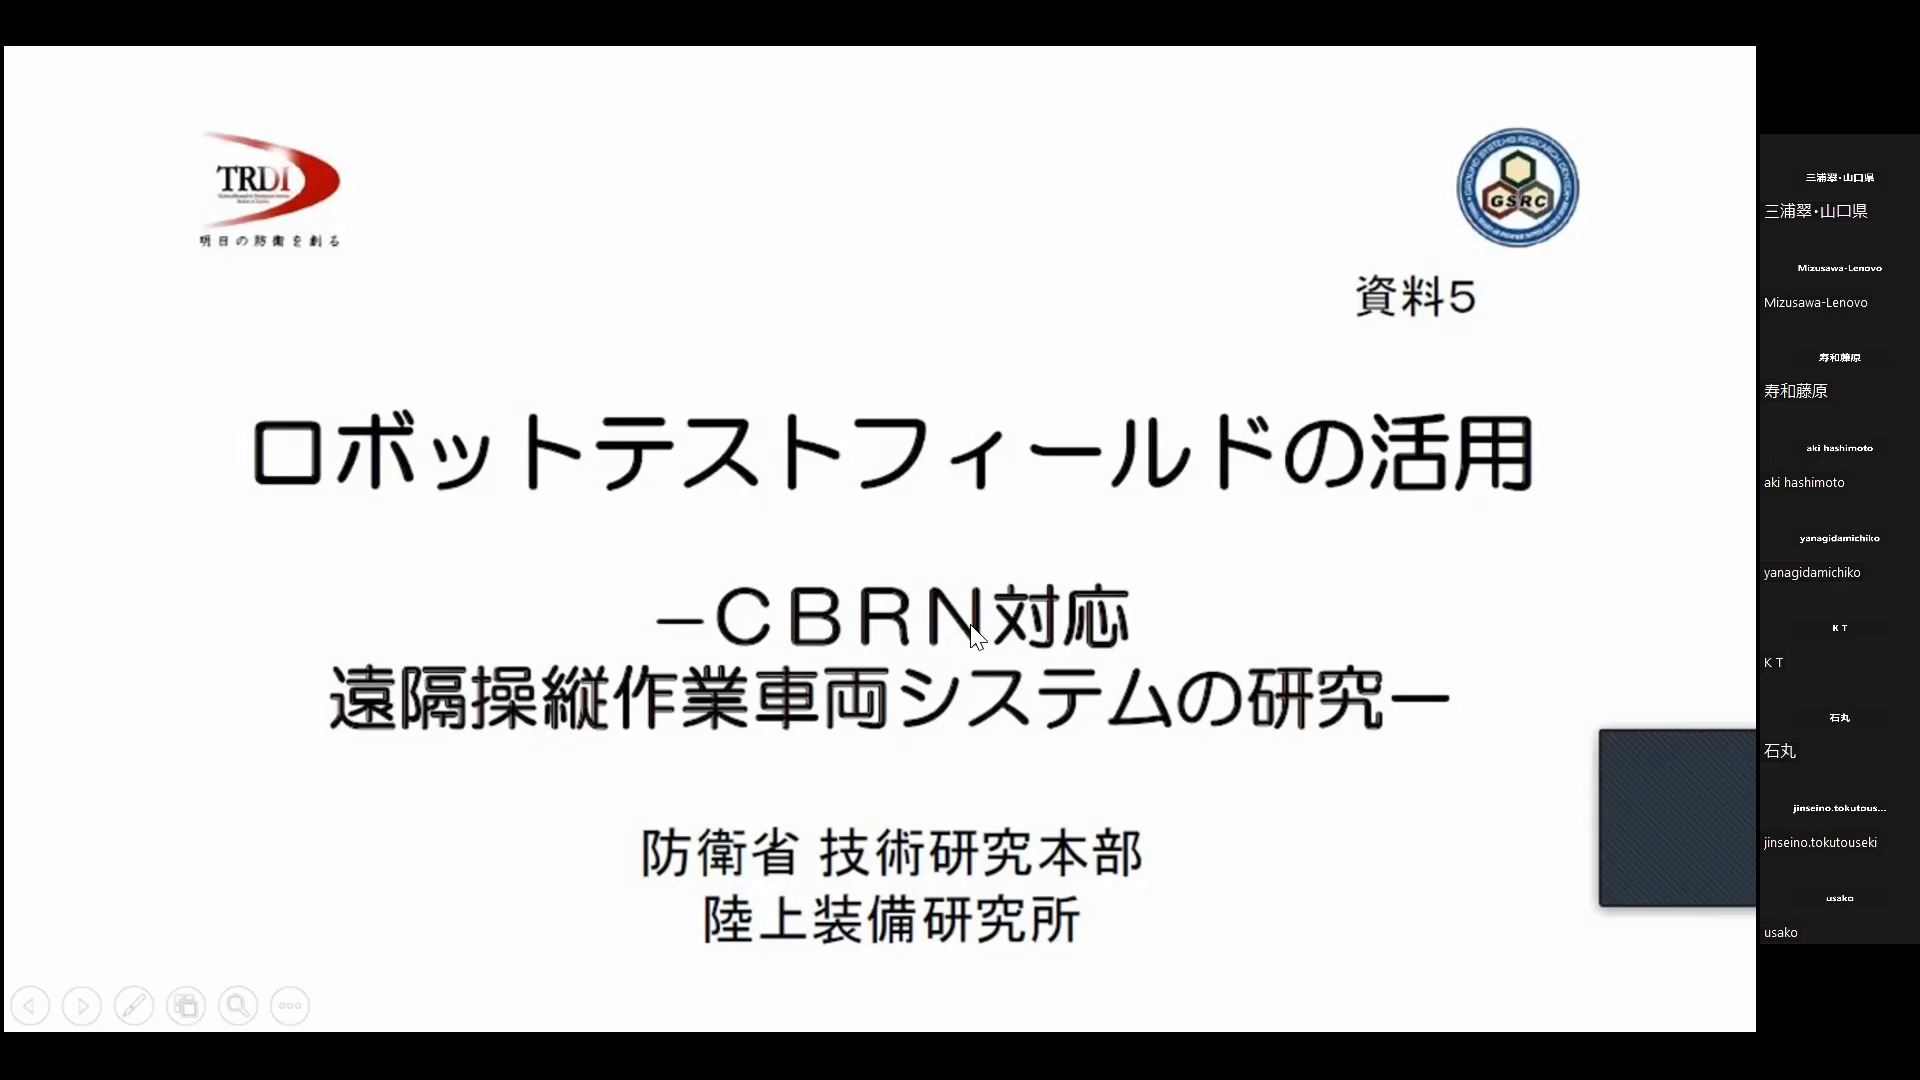 TRDI
明日の防衛を創る
GSRC
資料5
ロボットテストフィールドの活用
−CBRN対応
遠隔操縦作業車両システムの研究ー
防衛省 技術研究本部
陸上装備研究所
三浦翠・山口県
三浦翠・山口県
Mizusawa-Lenovo
Mizusawa-Lenovo
寿和藤原
寿和藤原
aki hashimoto
aki hashimoto
yanagidamichiko
yanagidamichiko
K T
K T
石丸
石丸
jinseino.tokutous...
jinseino.tokutouseki
usako
usako